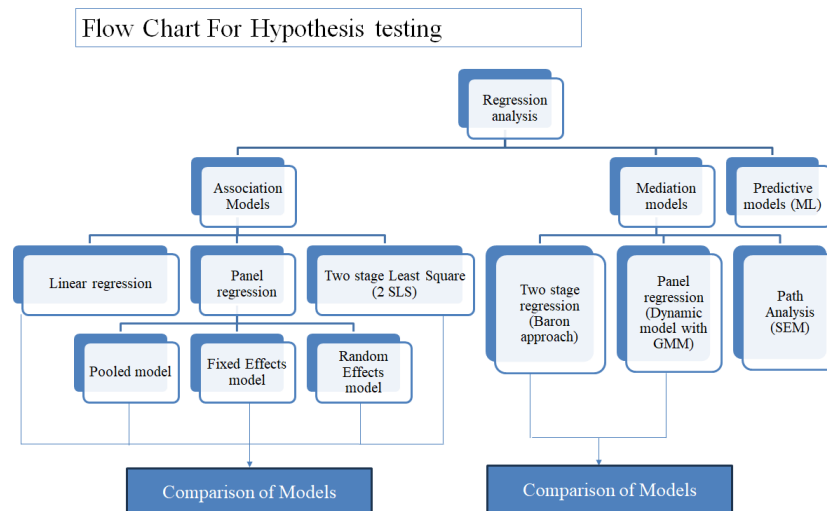 Flow Chart For Hypothesis testing
Regression
analysis
Association
Models
Mediation
models
Predictive
models (ML)
Linear regression
Panel
regression
Two stage Least Square
(2 SLS)
Two stage
regression
(Baron
approach)
Panel
regression
(Dynamic
model with
GMM)
Path
Analysis
(SEM)
Pooled model
Fixed Effects
model
Random
Effects
model
Comparison of Models
Comparison of Models